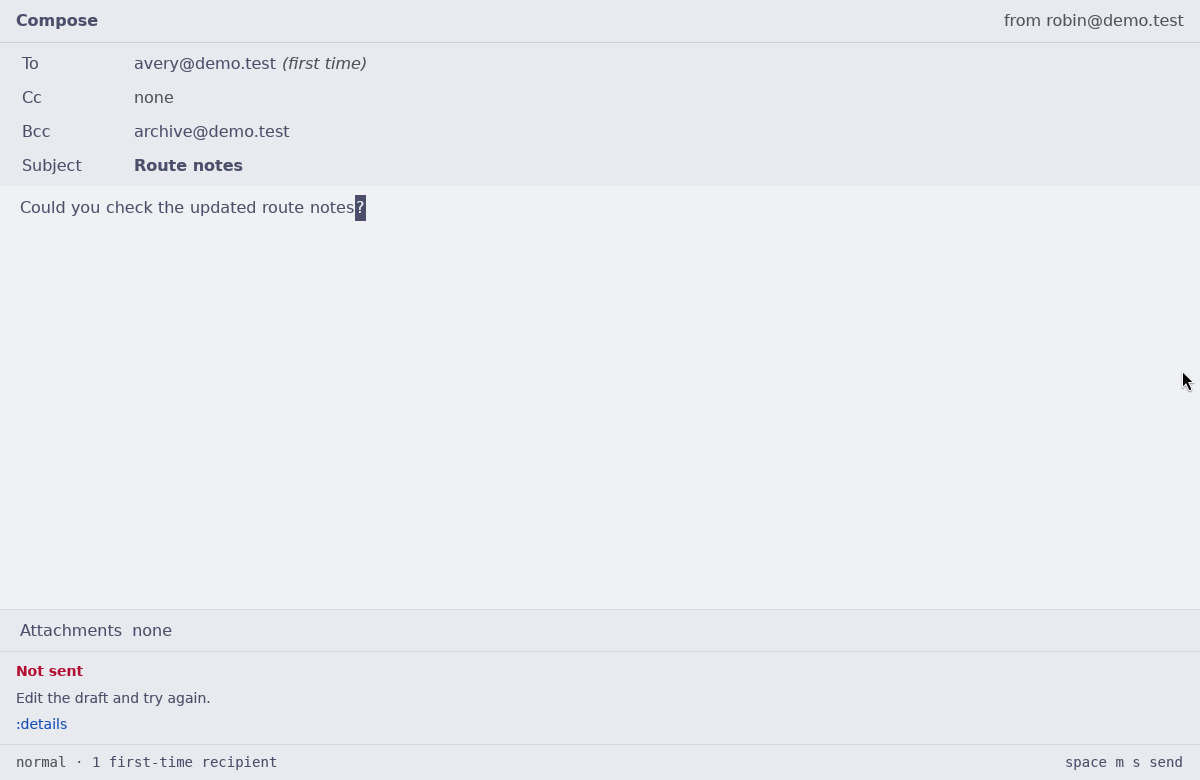 Compose from robin@demo.test
To avery@demo.test (first time)
Cc none
Bcc archive@demo.test
Subject Route notes
Could you check the updated route notes?
Attachments none
Not sent
Edit the draft and try again.
:details
normal · 1 first-time recipient space m s send